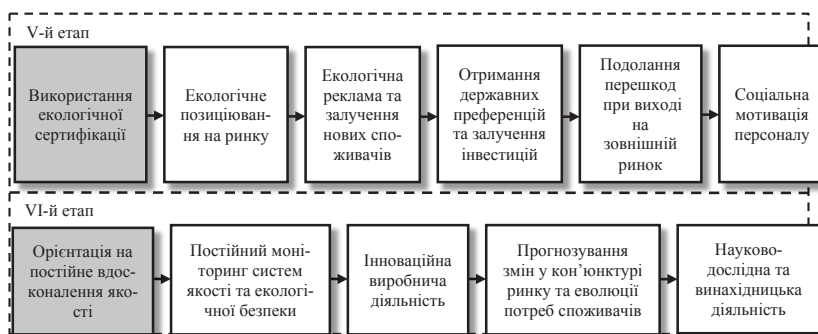 V-й етап
Використання
екологічної
сертифікації
Екологічне
позиціюван-
ня на ринку
Екологічна
реклама та
залучення
нових спо-
живачів
Отримання
державних
преференцій
та залучення
інвестицій
Подолання
перешкод
при виході
на
зовнішній
ринок
Соціальна
мотивація
персоналу
VI-й етап
Орієнтація на
постійне вдос-
коналення яко-
сті
Постійний моні-
торинг систем
якості та екологі-
чної безпеки
Інноваційна
виробнича
діяльність
Прогнозування
змін у кон’юнктурі
ринку та еволюції
потреб споживачів
Науково-
дослідна та
винахідницька
діяльність